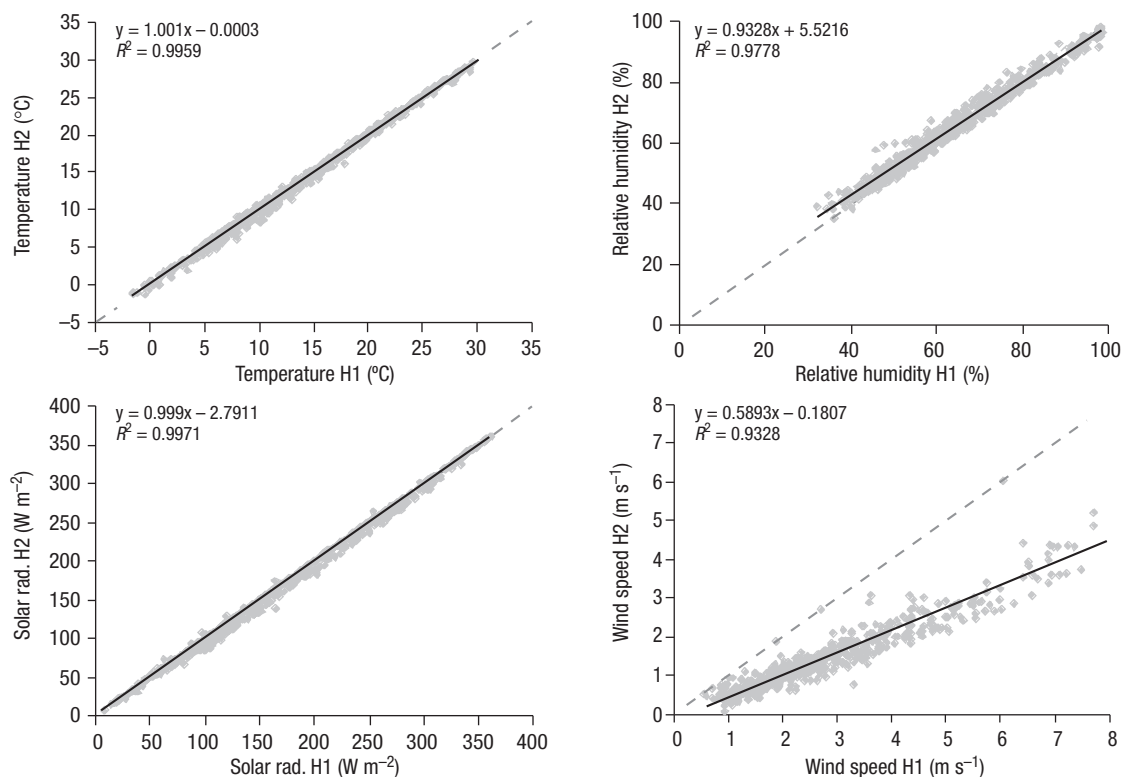 y = 1.001x – 0.0003
R² = 0.9959
Temperature H2 (°C)
35
30
25
20
15
10
5
0
–5
–5 0 5 10 15 20 25 30 35
Temperature H1 (ºC)
y = 0.9328x + 5.5216
R² = 0.9778
Relative humidity H2 (%)
100
80
60
40
20
0
0 20 40 60 80 100
Relative humidity H1 (%)
y = 0.999x – 2.7911
R² = 0.9971
Solar rad. H2 (W m⁻²)
400
350
300
250
200
150
100
50
0
0 50 100 150 200 250 300 350 400
Solar rad. H1 (W m⁻²)
y = 0.5893x – 0.1807
R² = 0.9328
Wind speed H2 (m s⁻¹)
8
7
6
5
4
3
2
1
0
0 1 2 3 4 5 6 7 8
Wind speed H1 (m s⁻¹)